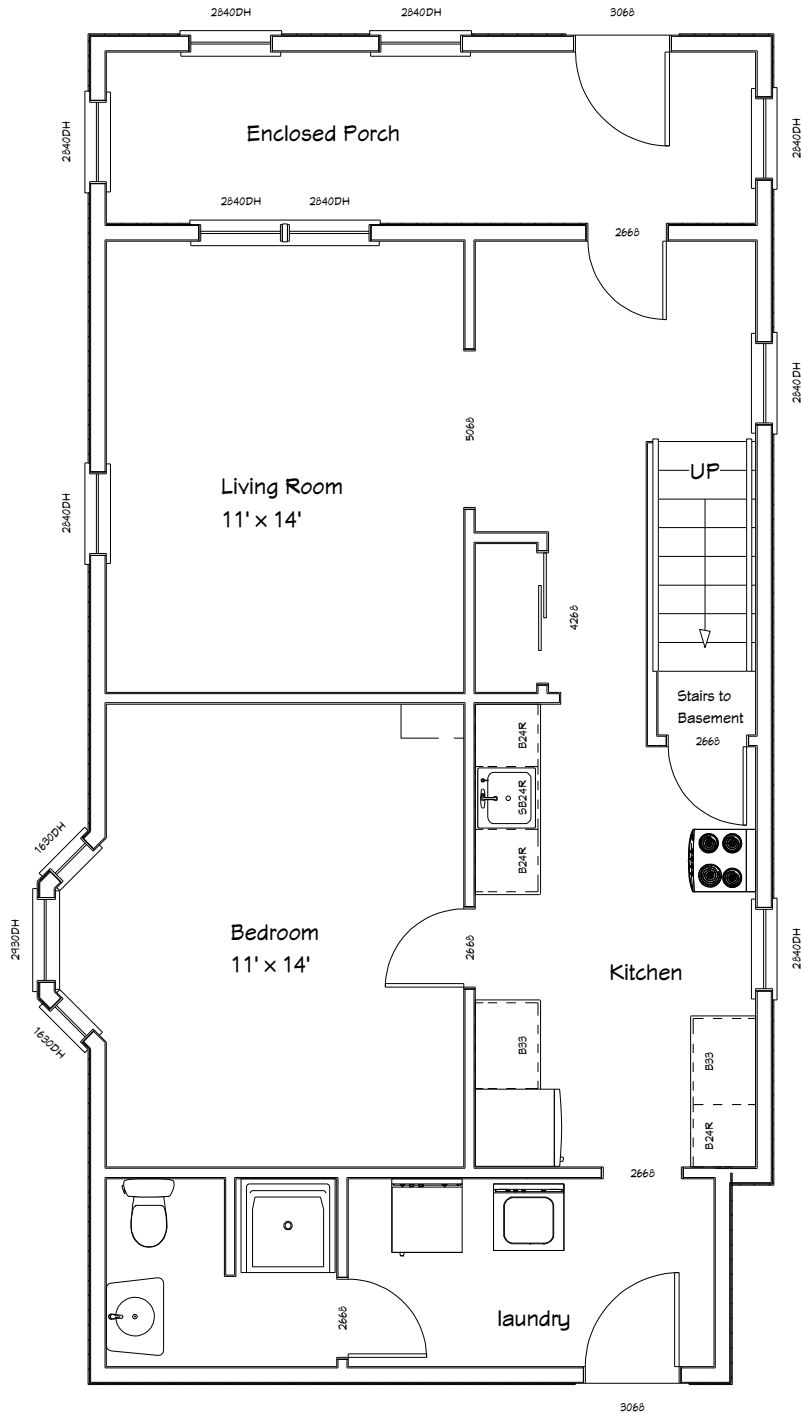 2840DH
2840DH
3068
2840DH
Enclosed Porch
2840DH
2840DH
2840DH
2668
2840DH
5068
UP
Living Room
11' x 14'
2840DH
4268
Stairs to
Basement
2668
B24R
SB24R
B24R
1630DH
2930DH
1630DH
Bedroom
11' x 14'
2668
Kitchen
2840DH
B33
B33
B24R
2668
2668
laundry
3068